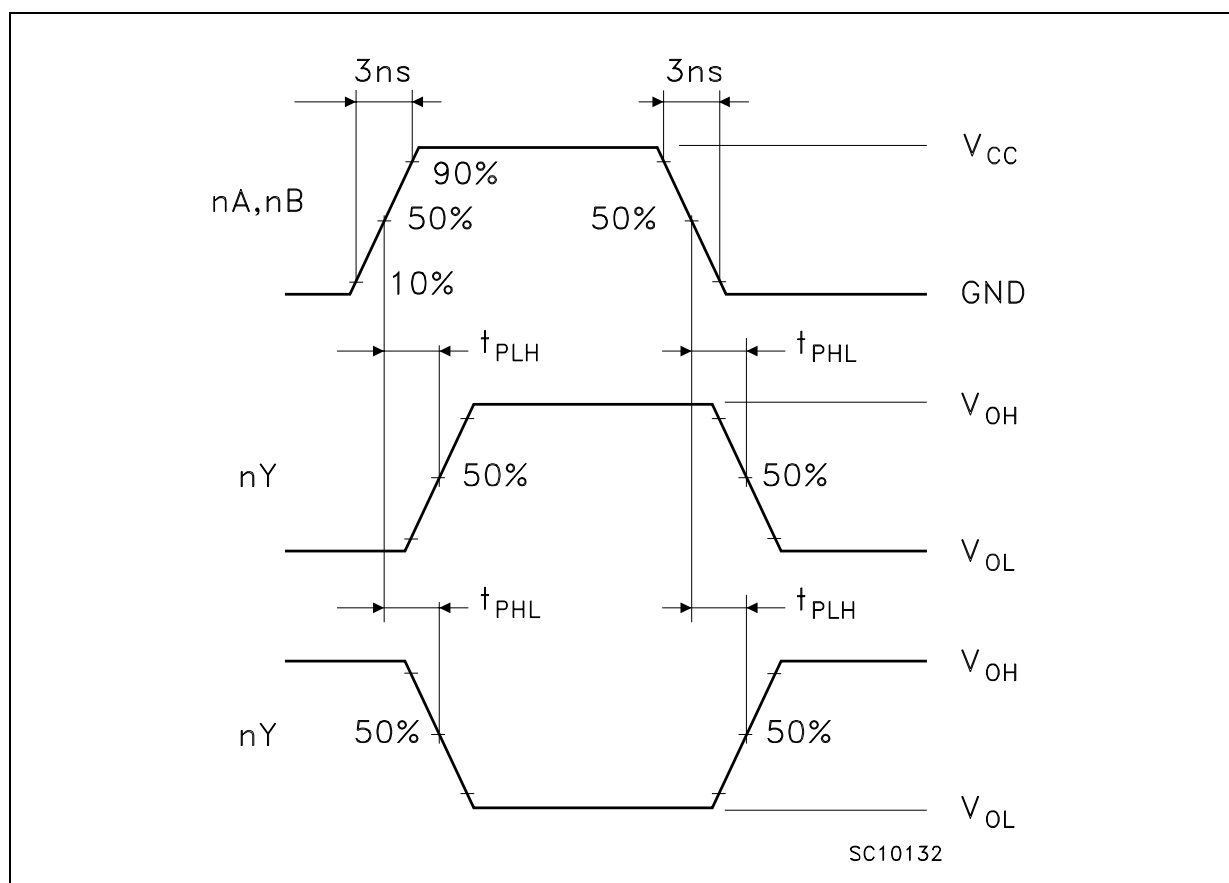 3ns 3ns
V_CC
90%
nA,nB 50% 50%
10% GND
t_PLH t_PHL
V_OH
nY 50% 50%
V_OL
t_PHL t_PLH
V_OH
nY 50% 50%
V_OL
SC10132